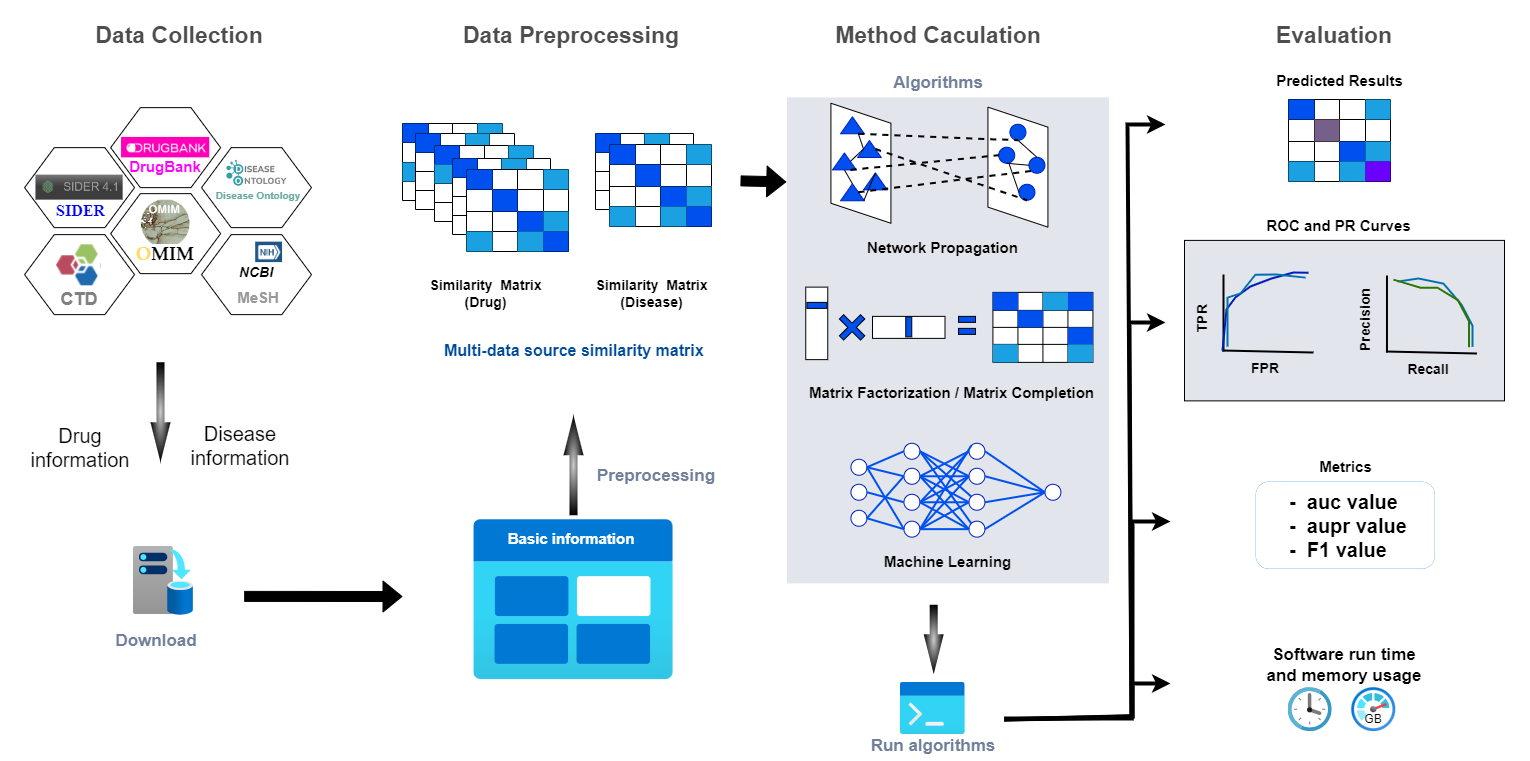 Data Collection
DRUGBANK
DrugBank
SIDER 4.1
SIDER
DISEASE
ONTOLOGY
Disease Ontology
OMIM
OMIM
CTD
NIH
NCBI
MeSH
Drug
information
Disease
information
Download
Data Preprocessing
Similarity Matrix
(Drug)
Similarity Matrix
(Disease)
Multi-data source similarity matrix
Preprocessing
Basic information
Method Caculation
Algorithms
Network Propagation
Matrix Factorization / Matrix Completion
Machine Learning
Run algorithms
Evaluation
Predicted Results
ROC and PR Curves
TPR
FPR
Precision
Recall
Metrics
- auc value
- aupr value
- F1 value
Software run time
and memory usage
GB